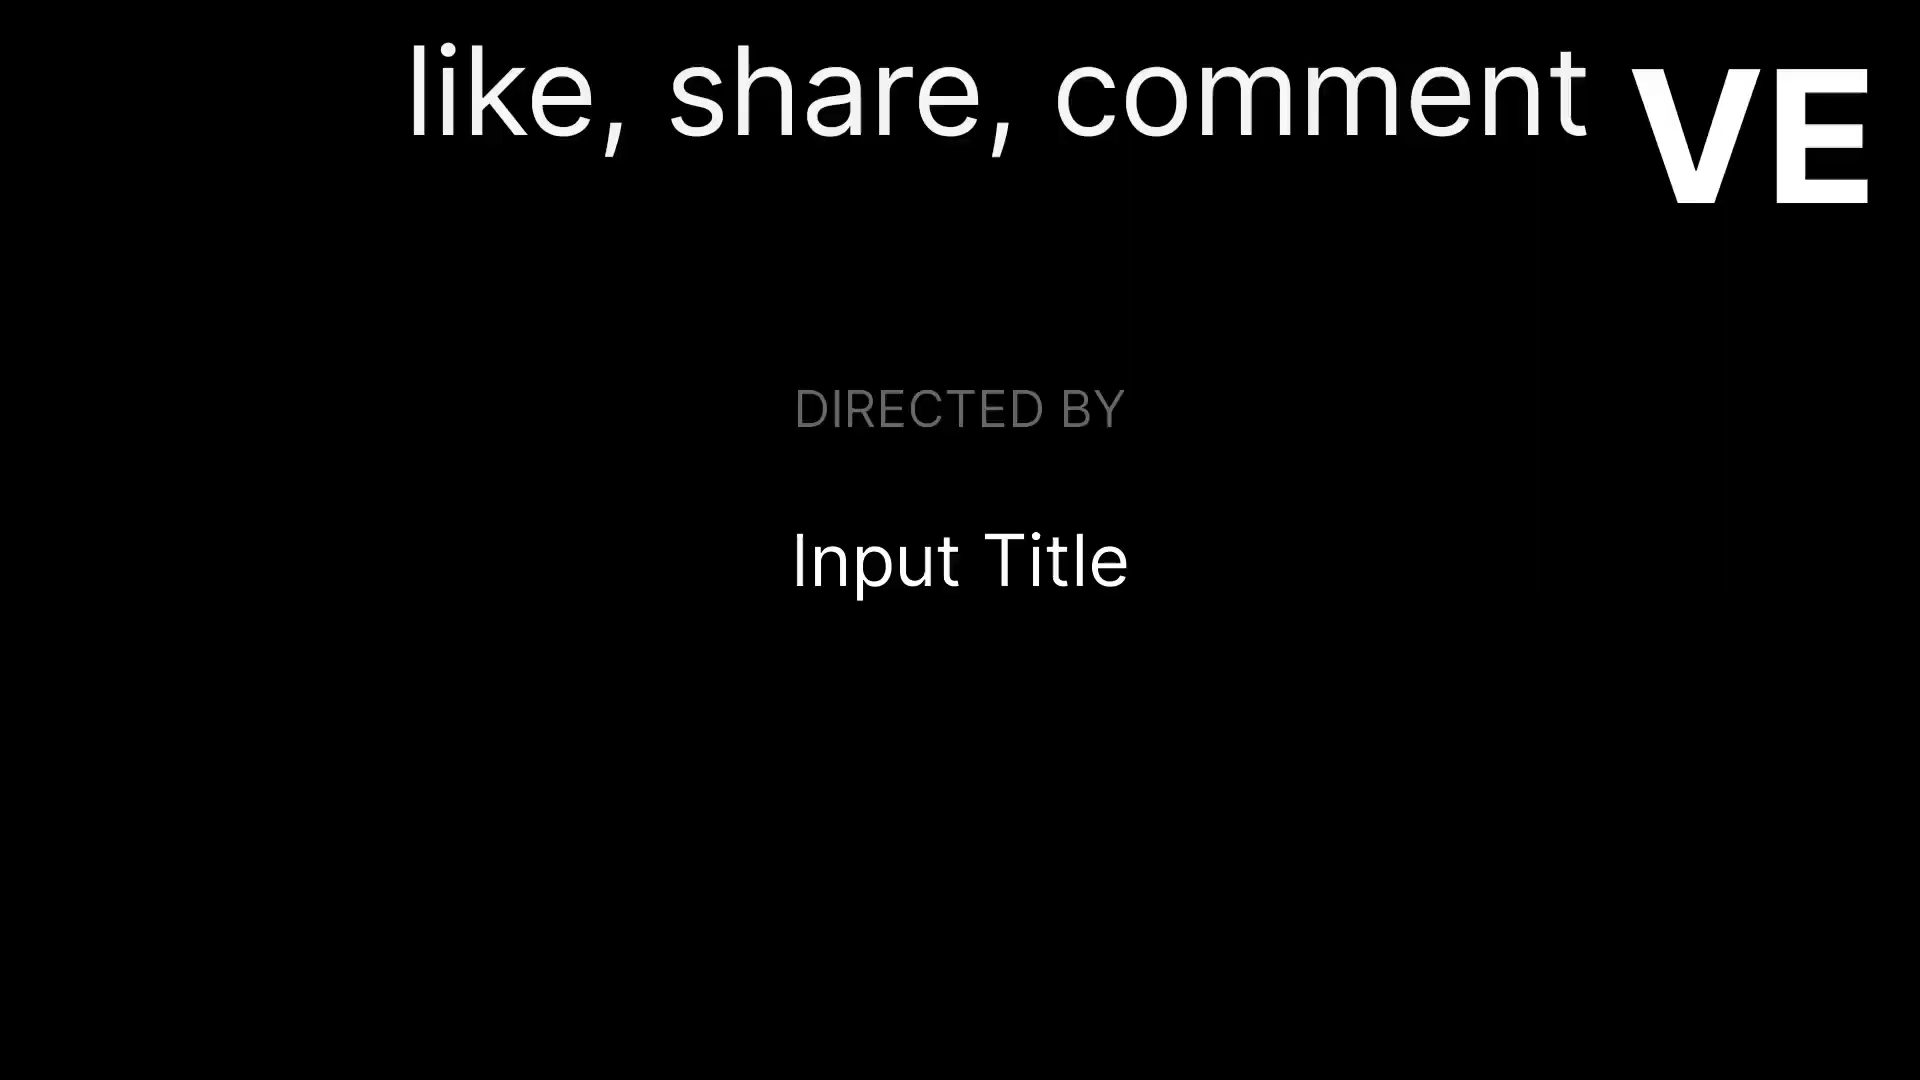 like, share, comment
VE
DIRECTED BY
Input Title